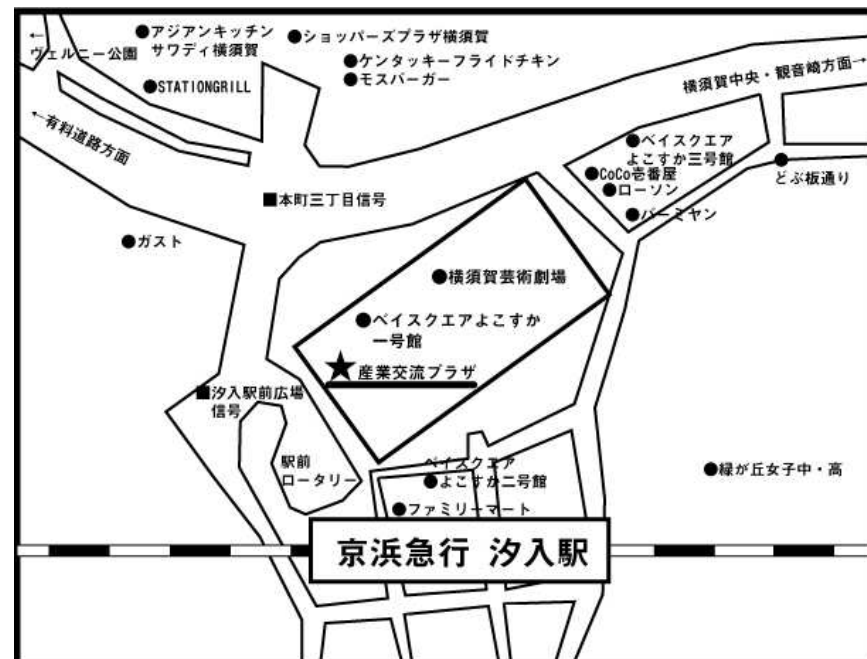 ←
ヴェルニー公園
●アジアンキッチン
サワディ横須賀
●ショッパーズプラザ横須賀
●ケンタッキーフライドチキン
●モスバーガー
●STATIONGRILL
横須賀中央・観音崎方面→
←有料道路方面
●ベイスクエア
よこすか三号館
●CoCo壱番屋
●ローソン
●バーミヤン
どぶ板通り
■本町三丁目信号
●ガスト
●横須賀芸術劇場
●ベイスクエアよこすか
一号館
★産業交流プラザ
■汐入駅前広場
信号
駅前
ロータリー
ベイスクエア
●よこすか二号館
●ファミリーマート
●緑が丘女子中・高
京浜急行 汐入駅